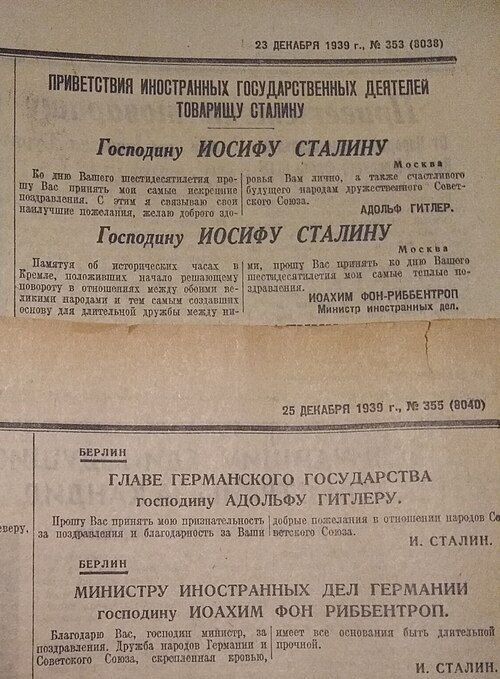 23 ДЕКАБРЯ 1939 г., № 353 (8038)
ПРИВЕТСТВИЯ ИНОСТРАННЫХ ГОСУДАРСТВЕННЫХ ДЕЯТЕЛЕЙ
ТОВАРИЩУ СТАЛИНУ
Господину ИОСИФУ СТАЛИНУ
Москва
Ко дню Вашего шестидесятилетия про-
шу Вас принять мои самые искренние
поздравления. С этим я связываю свои
наилучшие пожелания, желаю доброго здо-
ровья Вам лично, а также счастливого
будущего народам дружественного Совет-
ского Союза.
АДОЛЬФ ГИТЛЕР.
Господину ИОСИФУ СТАЛИНУ
Москва
Памятуя об исторических часах в
Кремле, положивших начало решающему
повороту в отношениях между обоими ве-
ликими народами и тем самым создавших
основу для длительной дружбы между ни-
ми, прошу Вас принять ко дню Вашего
шестидесятилетия мои самые теплые по-
здравления.
ИОАХИМ ФОН-РИББЕНТРОП
Министр иностранных дел.
25 ДЕКАБРЯ 1939 г., № 355 (8040)
БЕРЛИН
ГЛАВЕ ГЕРМАНСКОГО ГОСУДАРСТВА
господину АДОЛЬФУ ГИТЛЕРУ.
Прошу Вас принять мою признательность
за поздравления и благодарность за Ваши
добрые пожелания в отношении народов Со
ветского Союза.
И. СТАЛИН.
еверу,
БЕРЛИН
МИНИСТРУ ИНОСТРАННЫХ ДЕЛ ГЕРМАНИИ
господину ИОАХИМ ФОН РИББЕНТРОП.
Благодарю Вас, господин министр, за
поздравления. Дружба народов Германии и
Советского Союза, скрепленная кровью,
имеет все основания быть длительной
прочной.
И. СТАЛИН